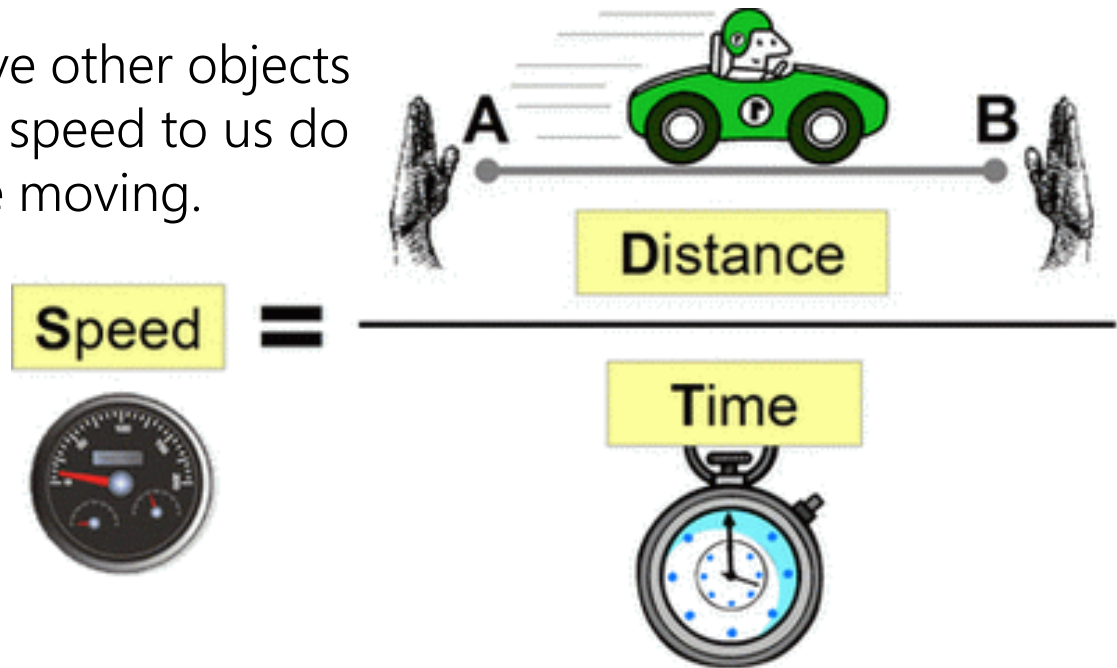 ve other objects
speed to us do
e moving.
A
B
Distance
Speed
=
Time